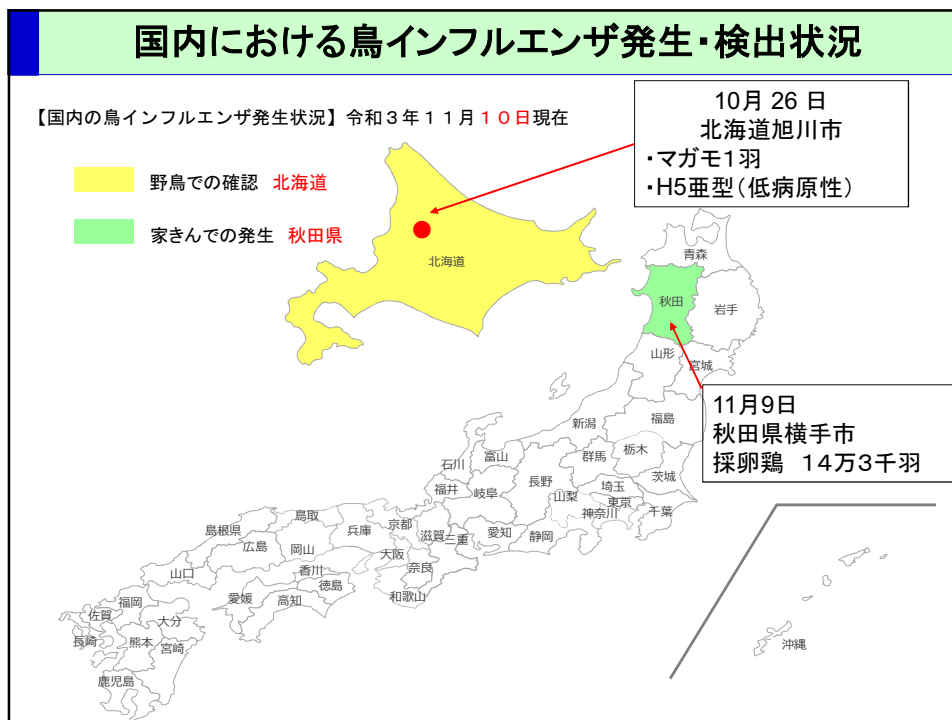 国内における鳥インフルエンザ発生・検出状況
【国内の鳥インフルエンザ発生状況】 令和3年11月10日現在
野鳥での確認 北海道
家きんでの発生 秋田県
10月26日
北海道旭川市
・マガモ1羽
・H5亜型(低病原性)
北海道
青森
秋田
岩手
山形
宮城
11月9日
秋田県横手市
採卵鶏 14万3千羽
福島
新潟
栃木
群馬
茨城
富山
石川
長野
埼玉
福井
岐阜
山梨
東京
神奈川
千葉
鳥取
京都
滋賀
三重
愛知
静岡
島根県
兵庫
広島
岡山
大阪
奈良
山口
香川
徳島
和歌山
愛媛
高知
福岡
佐賀
大分
長崎
熊本
宮崎
鹿児島
沖縄